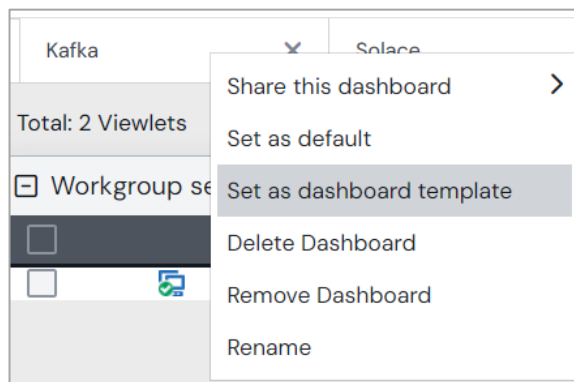 Kafka
Solace
Share this dashboard
Total: 2 Viewlets
Set as default
Workgroup se
Set as dashboard template
Delete Dashboard
Remove Dashboard
Rename